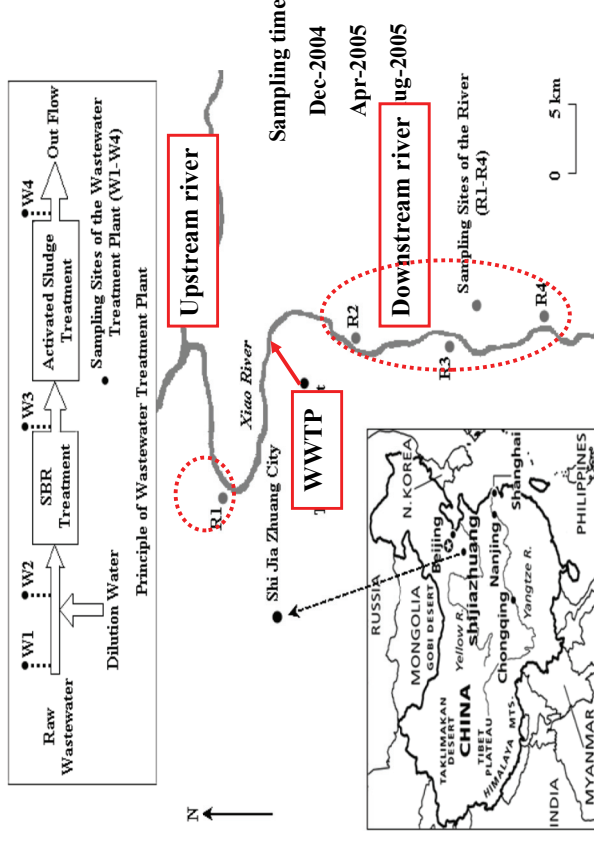 W1
W2
W3
W4
Raw
Wastewater
SBR
Treatment
Activated Sludge
Treatment
Out Flow
Dilution Water
Sampling Sites of the Wastewater
Treatment Plant (W1-W4)
Principle of Wastewater Treatment Plant
N
Upstream river
Sampling time
Dec-2004
Apr-2005
ug-2005
R1
Xiao River
Shi Jia Zhuang City
WWTP
T
t
R2
Downstream river
R3
R4
Sampling Sites of the River
(R1-R4)
0
5 km
RUSSIA
MONGOLIA
GOBI DESERT
N.KOREA
Beijing
Yellow R.
shijiazhuang
TAKLIMAKAN
DESERT
CHINA
TIBET
PLATEAU
HIMALAYA MTS.
Nanjing
Shanghai
Chongqing
Yangtze R.
INDIA
MYANMAR
PHILIPPINES